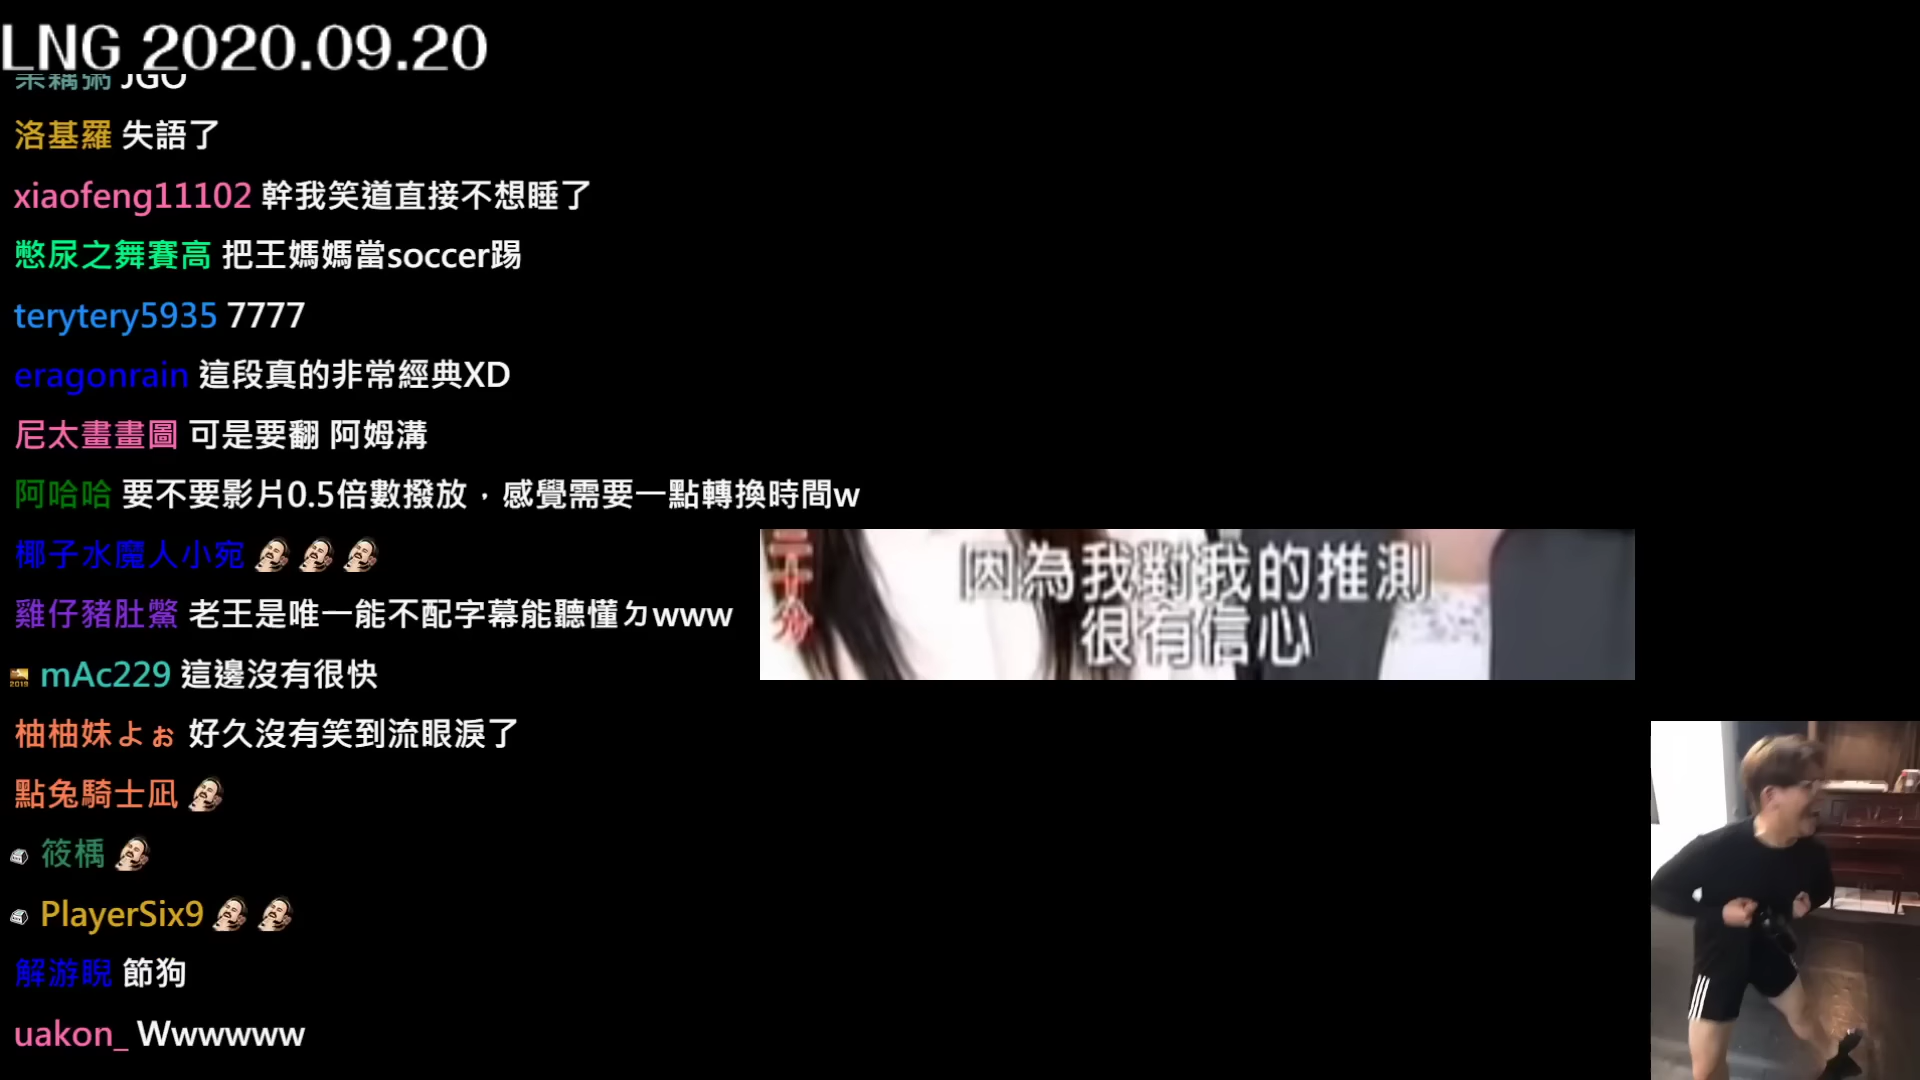 LNG 2020.09.20
JGO
洛基羅 失語了
xiaofeng11102 幹我笑道直接不想睡了
憋尿之舞賽高 把王媽媽當soccer踢
terytery5935 7777
eragonrain 這段真的非常經典XD
尼太畫畫圖 可是要翻 阿姆溝
阿哈哈 要不要影片0.5倍數撥放，感覺需要一點轉換時間w
椰子水魔人小宛
雞仔豬肚鱉 老王是唯一能不配字幕能聽懂ㄉwww
mAc229 這邊沒有很快
柚柚妹よぉ 好久沒有笑到流眼淚了
點兔騎士凪
筱楀
PlayerSix9
解游睨 節狗
uakon_ Wwwwwww
因為我對我的推測
很有信心